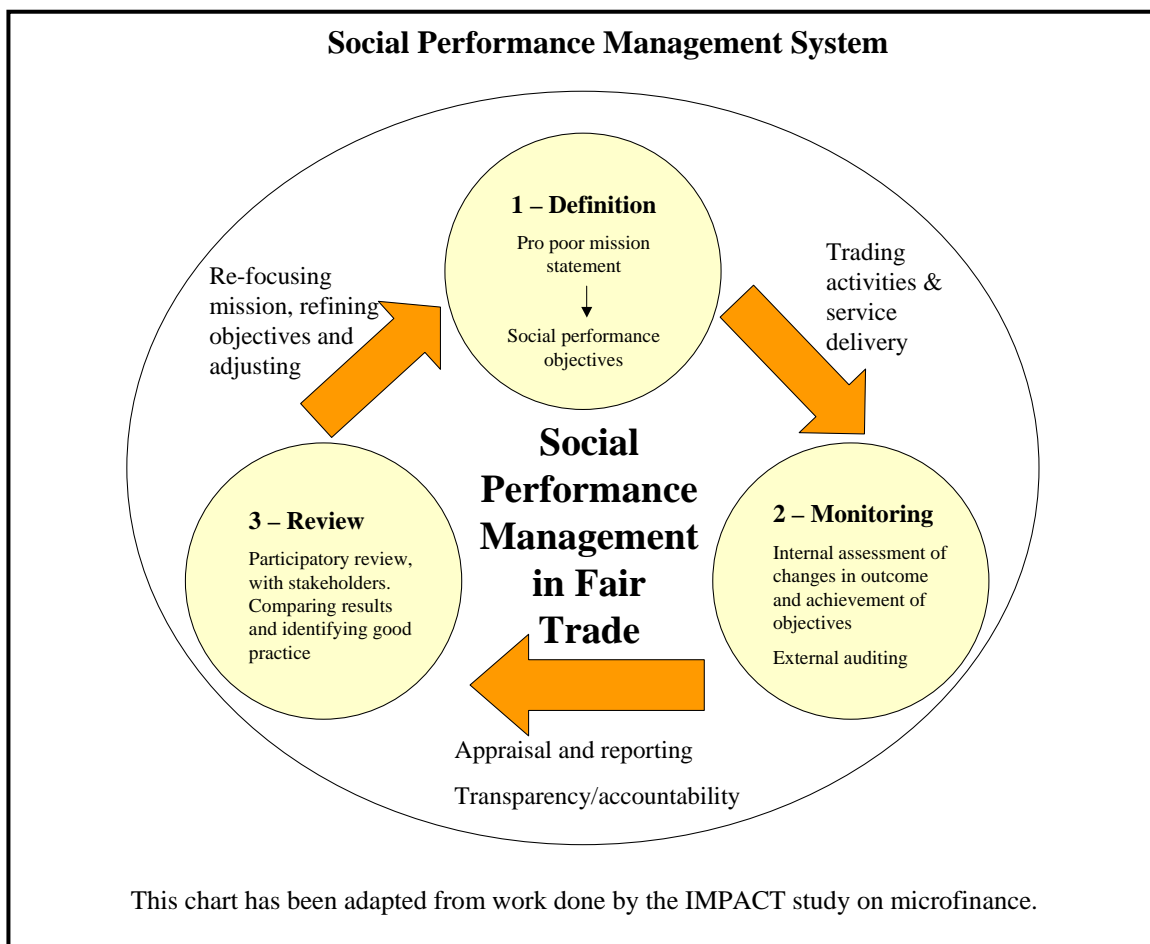 Social Performance Management System
1 – Definition
Pro poor mission
statement
Social performance
objectives
Trading
activities &
service
delivery
Re-focusing
mission, refining
objectives and
adjusting
Social
Performance
Management
in Fair
Trade
2 – Monitoring
Internal assessment of
changes in outcome
and achievement of
objectives
External auditing
3 – Review
Participatory review,
with stakeholders.
Comparing results
and identifying good
practice
Appraisal and reporting
Transparency/accountability
This chart has been adapted from work done by the IMPACT study on microfinance.